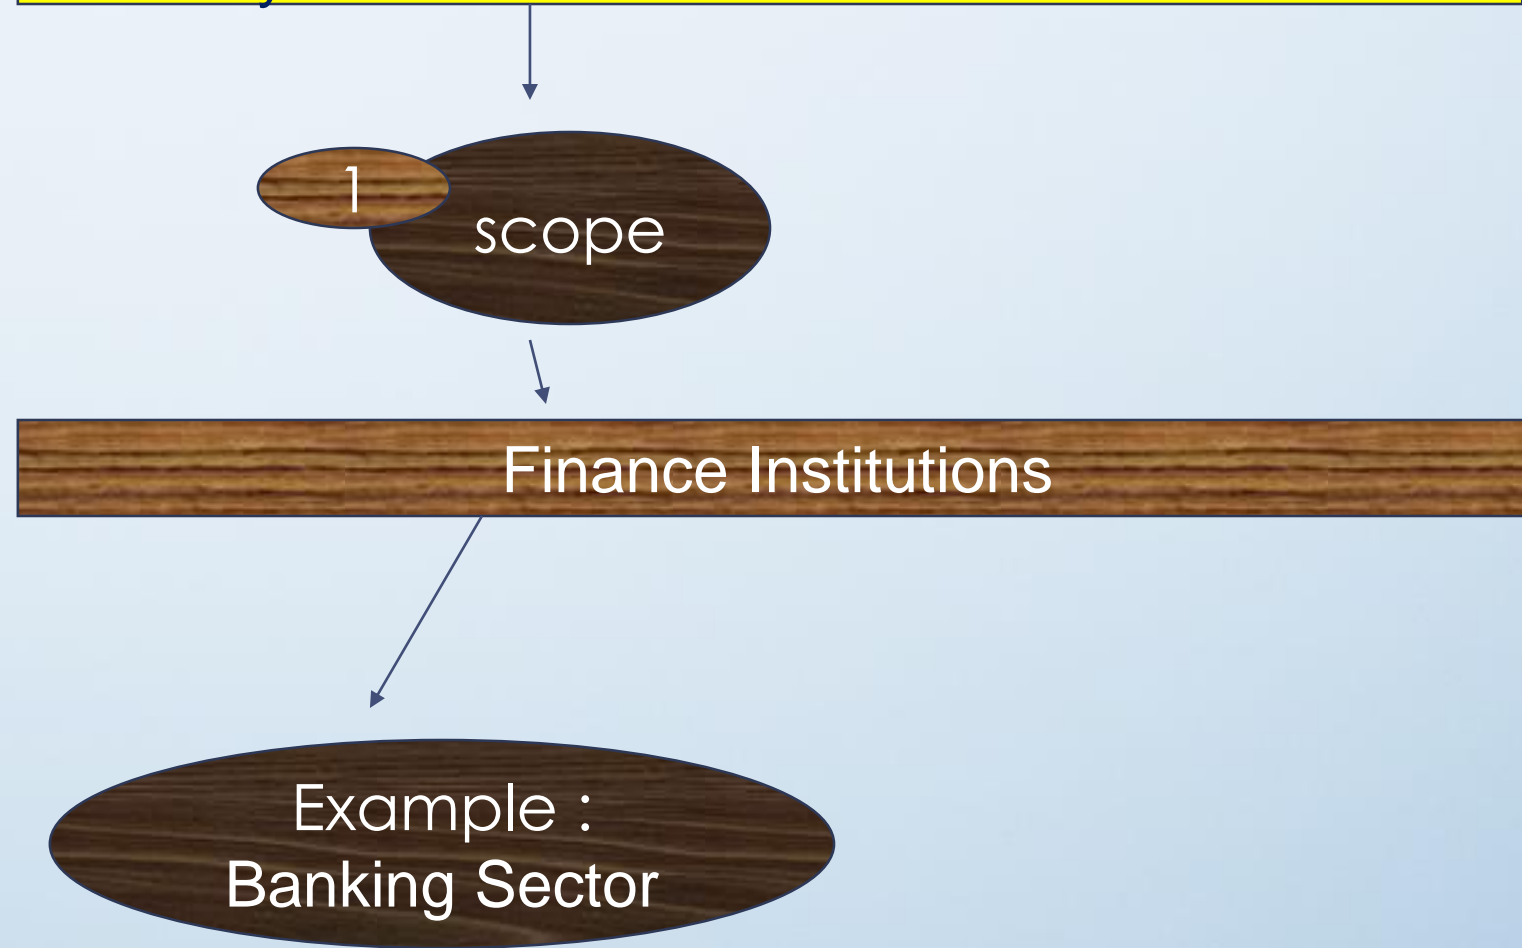 1
scope
Finance Institutions
Example :
Banking Sector